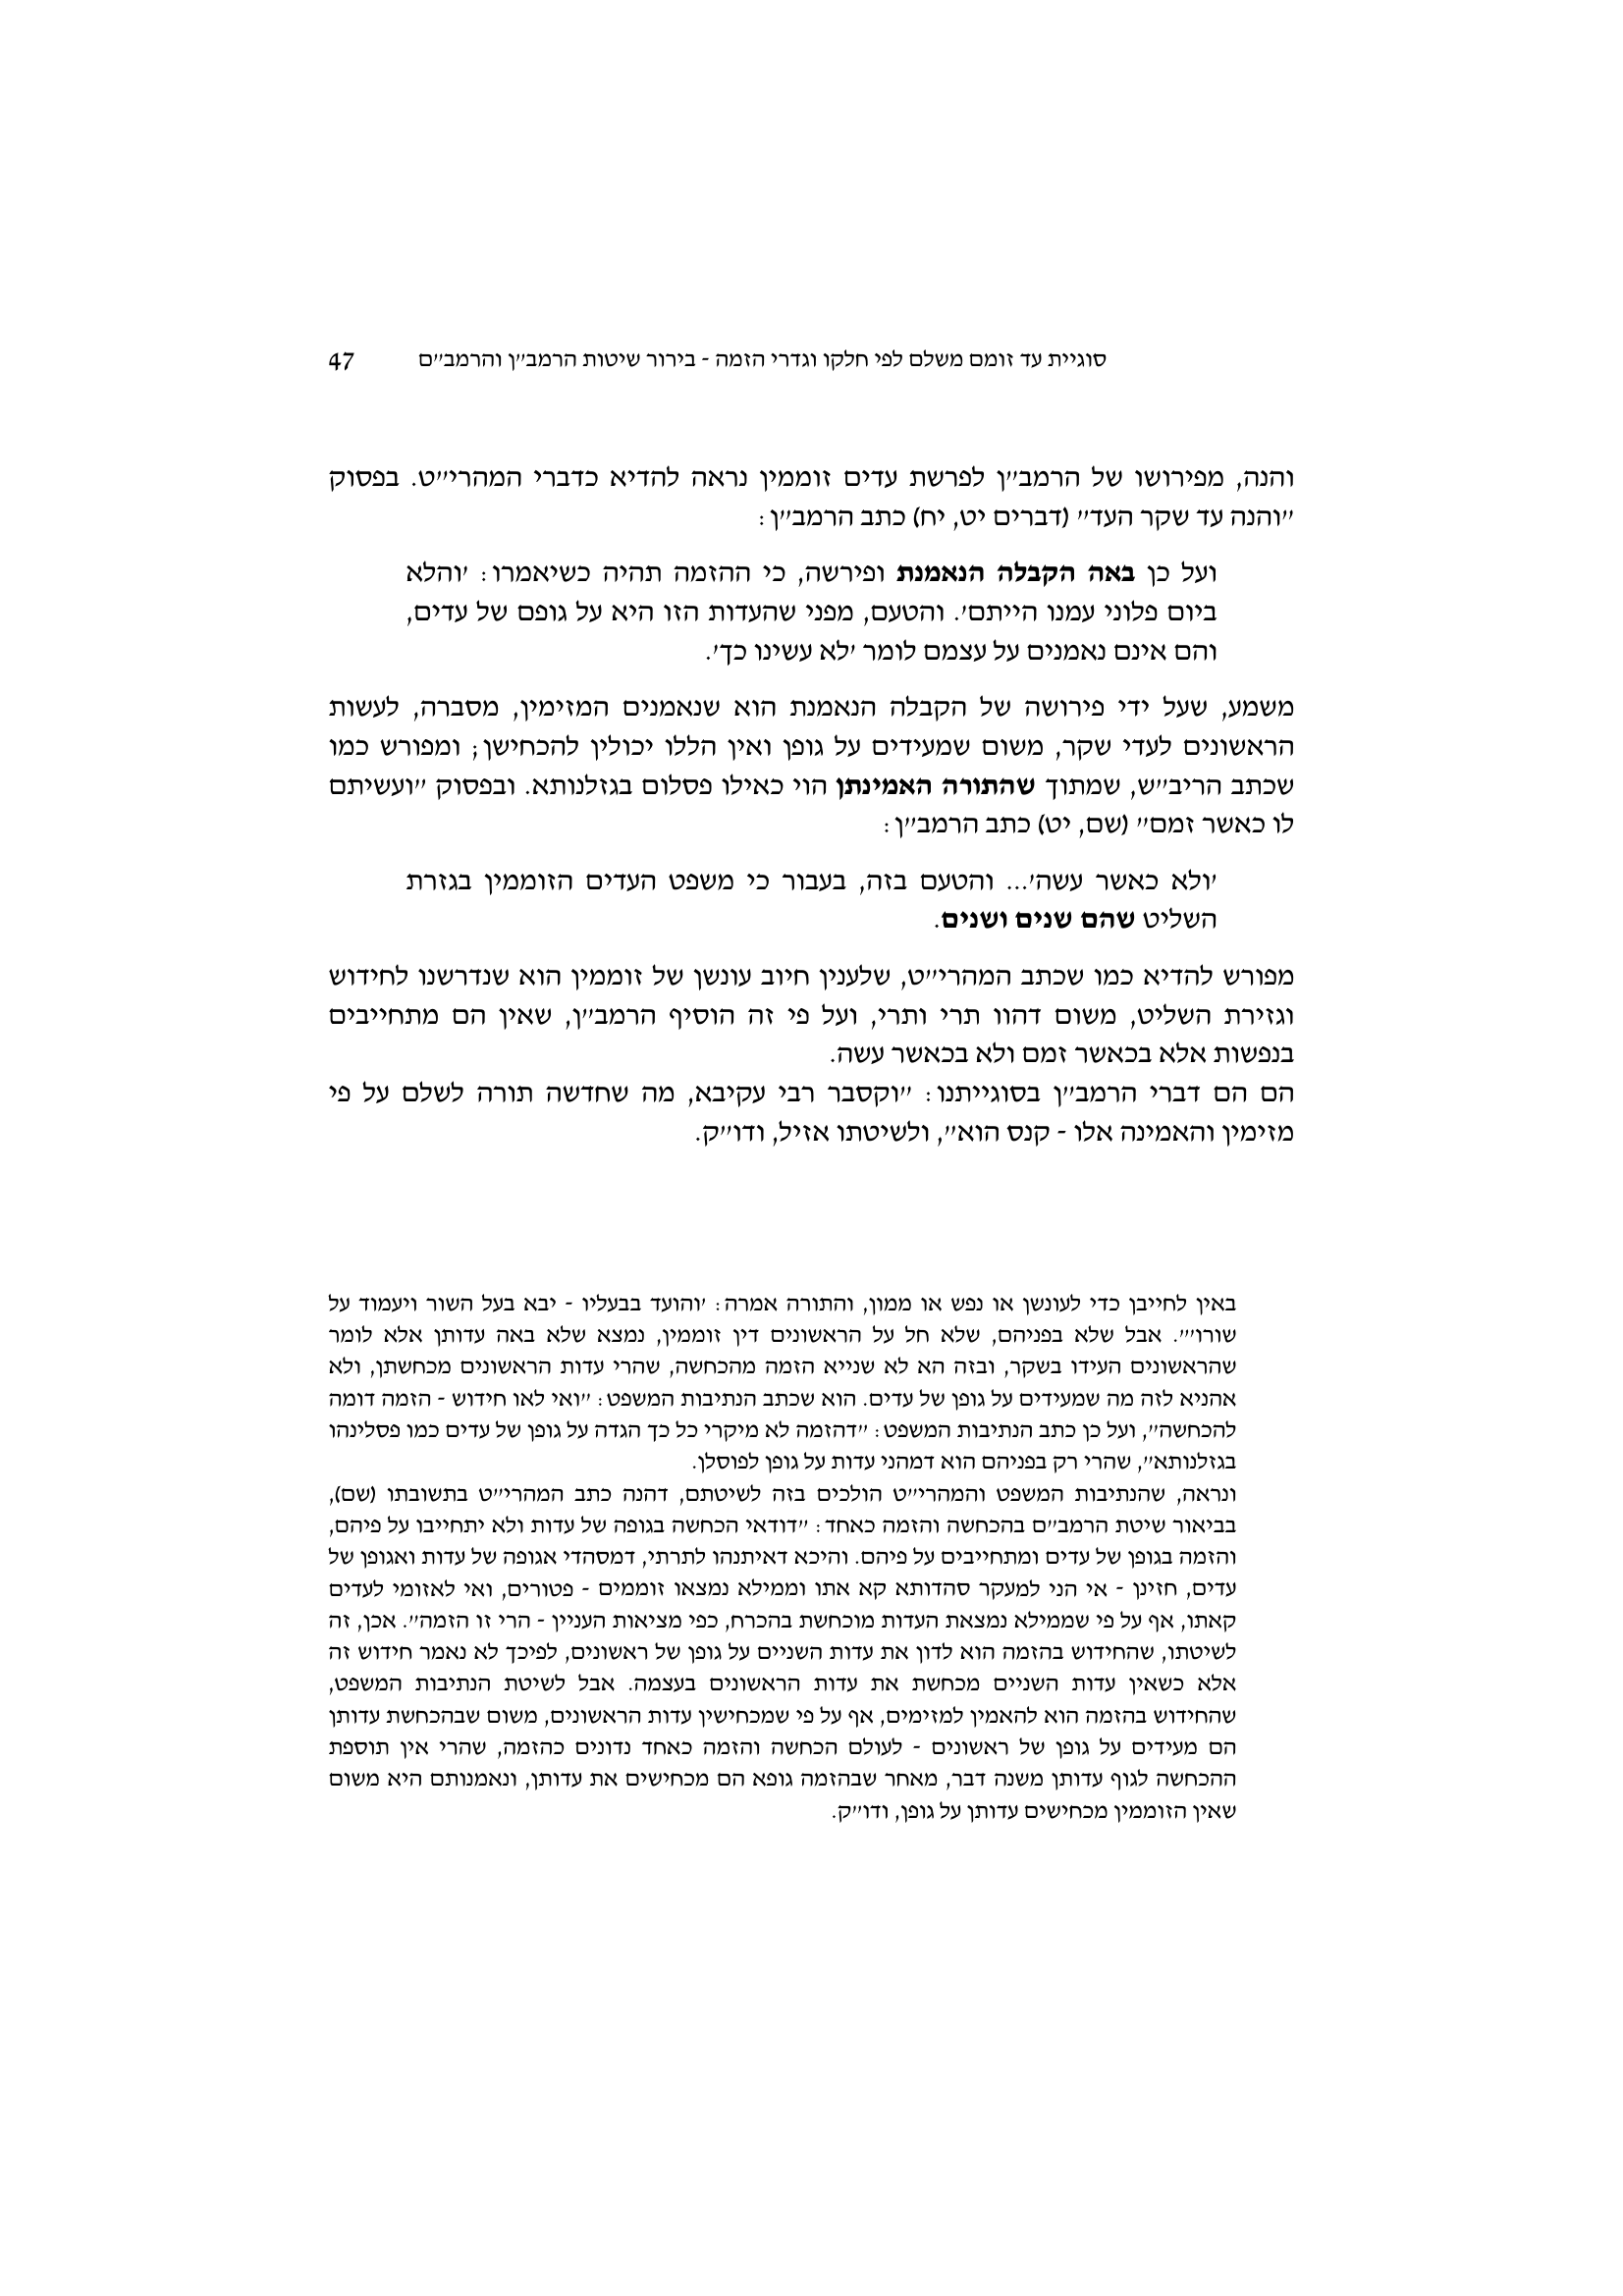 סוגיית עד זומם משלם לפי חלקו וגדרי הזמה - בירור שיטות הרמב״ן והרמב״ם 47
והנה, מפירושו של הרמב״ן לפרשת עדים זוממין נראה להדיא כדברי המהרי״ט. בפסוק
״והנה עד שקר העד״ (דברים יט, יח) כתב הרמב״ן:
ועל כן באה הקבלה הנאמנת ופירשה, כי ההזמה תהיה כשיאמרו: ׳והלא
ביום פלוני עמנו הייתם׳. והטעם, מפני שהעדות הזו היא על גופם של עדים,
והם אינם נאמנים על עצמם לומר ׳לא עשינו כך׳.
משמע, שעל ידי פירושה של הקבלה הנאמנת הוא שנאמנים המזימין, מסברה, לעשות
הראשונים לעדי שקר, משום שמעידים על גופן ואין הללו יכולין להכחישן; ומפורש כמו
שכתב הריב״ש, שמתוך שהתורה האמינתן הוי כאילו פסלום בגזלנותא. ובפסוק ״ועשיתם
לו כאשר זמם״ (שם, יט) כתב הרמב״ן:
׳ולא כאשר עשה׳... והטעם בזה, בעבור כי משפט העדים הזוממין בגזרת
השליט שהם שנים ושנים.
מפורש להדיא כמו שכתב המהרי״ט, שלענין חיוב עונשן של זוממין הוא שנדרשנו לחידוש
וגזירת השליט, משום דהוו תרי ותרי, ועל פי זה הוסיף הרמב״ן, שאין הם מתחייבים
בנפשות אלא בכאשר זמם ולא בכאשר עשה.
הם הם דברי הרמב״ן בסוגייתנו: ״וקסבר רבי עקיבא, מה שחדשה תורה לשלם על פי
מזימין והאמינה אלו - קנס הוא״, ולשיטתו אזיל, ודו״ק.
באין לחייבן כדי לעונשן או נפש או ממון, והתורה אמרה: ׳והועד בבעליו - יבא בעל השור ויעמוד על
שורו׳״. אבל שלא בפניהם, שלא חל על הראשונים דין זוממין, נמצא שלא באה עדותן אלא לומר
שהראשונים העידו בשקר, ובזה הא לא שנייא הזמה מהכחשה, שהרי עדות הראשונים מכחשתן, ולא
אהניא לזה מה שמעידים על גופן של עדים. הוא שכתב הנתיבות המשפט: ״ואי לאו חידוש - הזמה דומה
להכחשה״, ועל כן כתב הנתיבות המשפט: ״דהזמה לא מיקרי כל כך הגדה על גופן של עדים כמו פסלינהו
בגזלנותא״, שהרי רק בפניהם הוא דמהני עדות על גופן לפוסלן.
ונראה, שהנתיבות המשפט והמהרי״ט הולכים בזה לשיטתם, דהנה כתב המהרי״ט בתשובתו (שם),
בביאור שיטת הרמב״ם בהכחשה והזמה כאחד: ״דודאי הכחשה בגופה של עדות ולא יתחייבו על פיהם,
והזמה בגופן של עדים ומתחייבים על פיהם. והיכא דאיתנהו לתרתי, דמסהדי אגופה של עדות ואגופן של
עדים, חזינן - אי הני למעקר סהדותא קא אתו וממילא נמצאו זוממים - פטורים, ואי לאזומי לעדים
קאתו, אף על פי שממילא נמצאת העדות מוכחשת בהכרח, כפי מציאות העניין - הרי זו הזמה״. אכן, זה
לשיטתו, שהחידוש בהזמה הוא לדון את עדות השניים על גופן של ראשונים, לפיכך לא נאמר חידוש זה
אלא כשאין עדות השניים מכחשת את עדות הראשונים בעצמה. אבל לשיטת הנתיבות המשפט,
שהחידוש בהזמה הוא להאמין למזימים, אף על פי שמכחישין עדות הראשונים, משום שבהכחשת עדותן
הם מעידים על גופן של ראשונים - לעולם הכחשה והזמה כאחד נדונים כהזמה, שהרי אין תוספת
ההכחשה לגוף עדותן משנה דבר, מאחר שבהזמה גופא הם מכחישים את עדותן, ונאמנותם היא משום
שאין הזוממין מכחישים עדותן על גופן, ודו״ק.